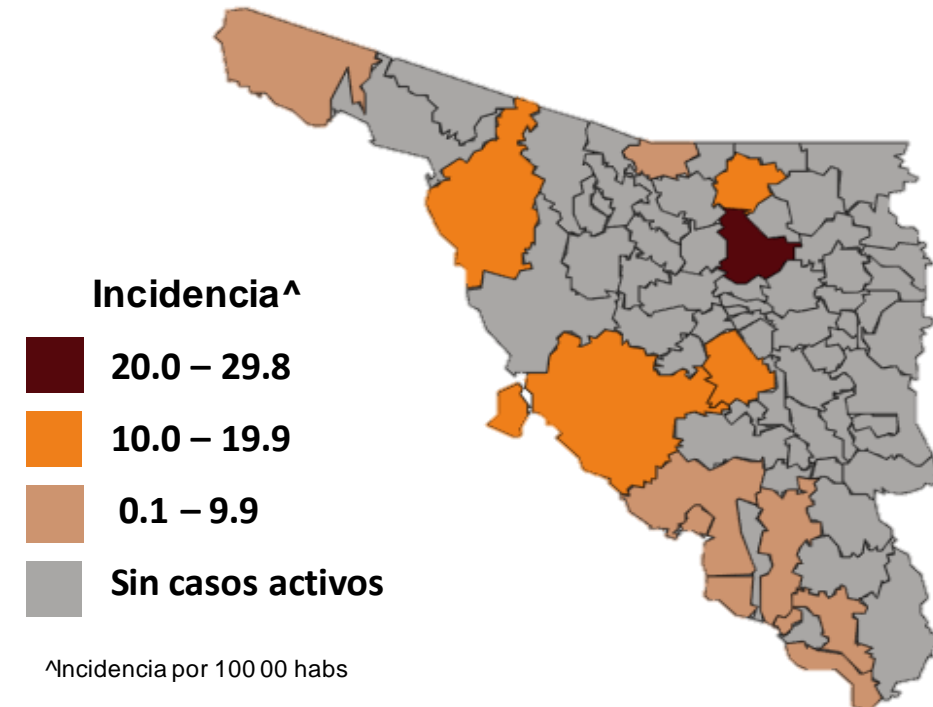 Incidencia^
20.0 – 29.8
10.0 – 19.9
0.1 – 9.9
Sin casos activos
^Incidencia por 100 00 habs